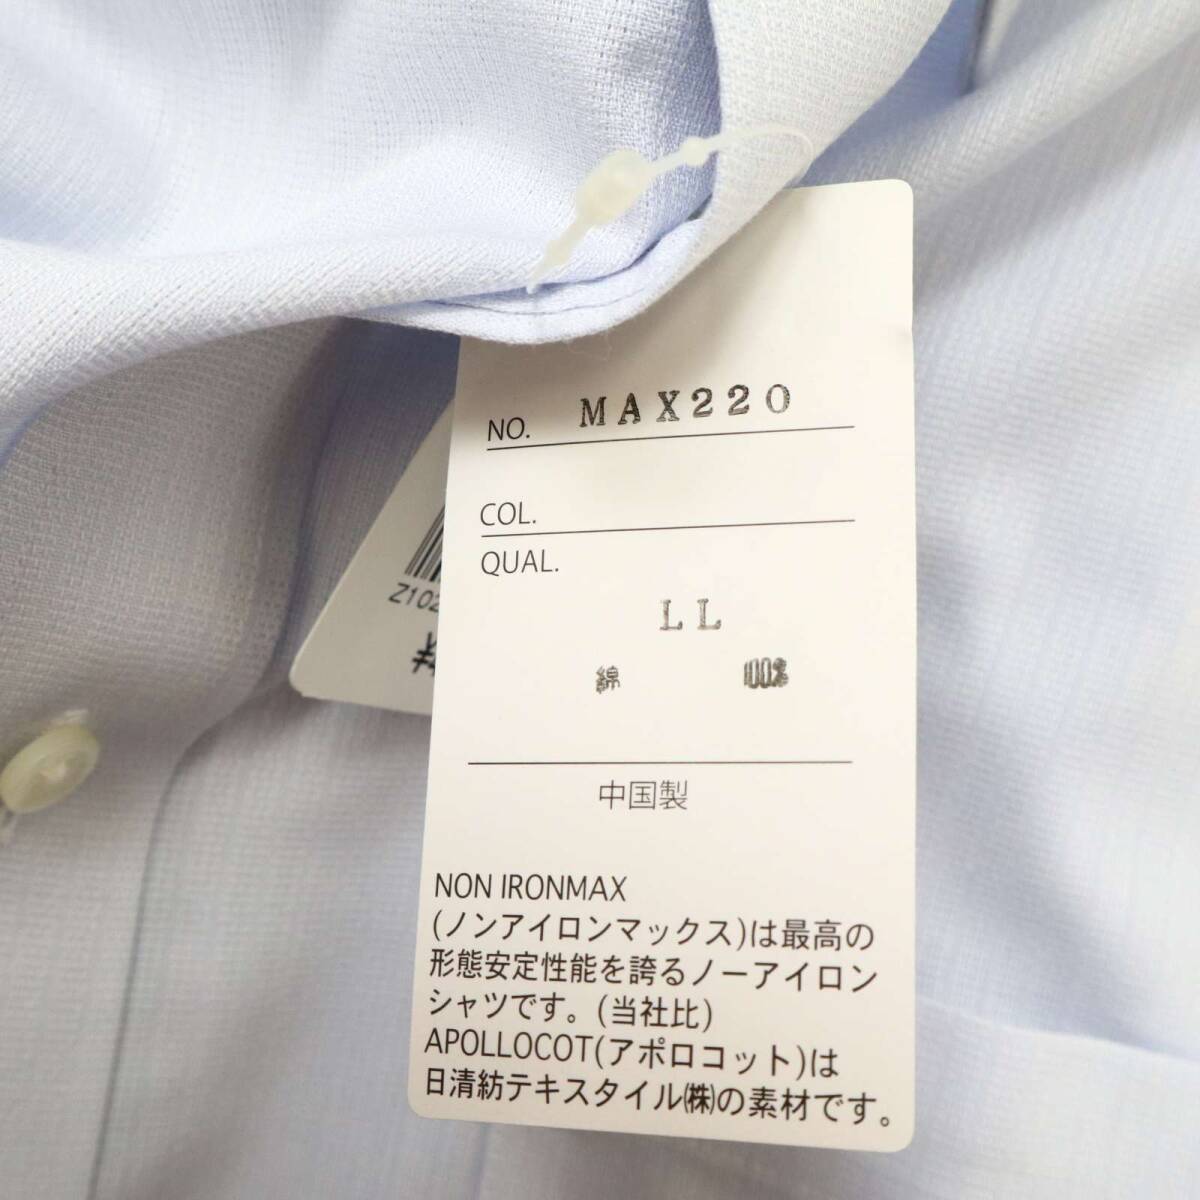 NO. MAX220
COL.
QUAL.
LL
綿 100%
中国製
NON IRONMAX
(ノンアイロンマックス)は最高の
形態安定性能を誇るノーアイロン
シャツです。(当社比)
APOLLOCOT(アポロコット)は
日清紡テキスタイル㈱の素材です。
Z102